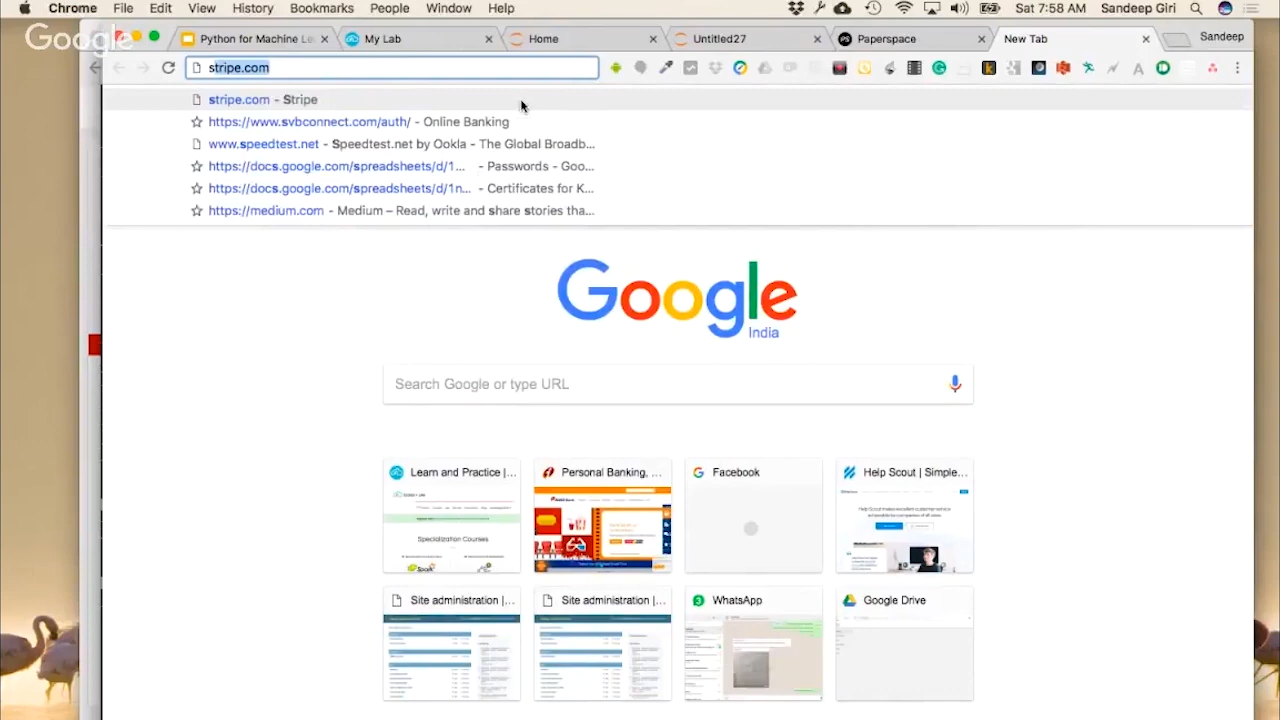 Chrome File Edit View History Bookmarks People Window Help Sat 7:58 AM Sandeep Giri
Google
Python for Machine Le My Lab Home Untitled27 Paperspace New Tab Sandeep
stripe.com
stripe.com - Stripe
https://www.svbconnect.com/auth/ - Online Banking
www.speedtest.net - Speedtest.net by Ookla - The Global Broadb...
https://docs.google.com/spreadsheets/d/1... - Passwords - Goo...
https://docs.google.com/spreadsheets/d/1n... - Certificates for K...
https://medium.com - Medium – Read, write and share stories tha...
Google
India
Search Google or type URL
Learn and Practice |... Personal Banking, ... Facebook Help Scout | Simple...
Specialization Courses
Site administration |... Site administration |... WhatsApp Google Drive